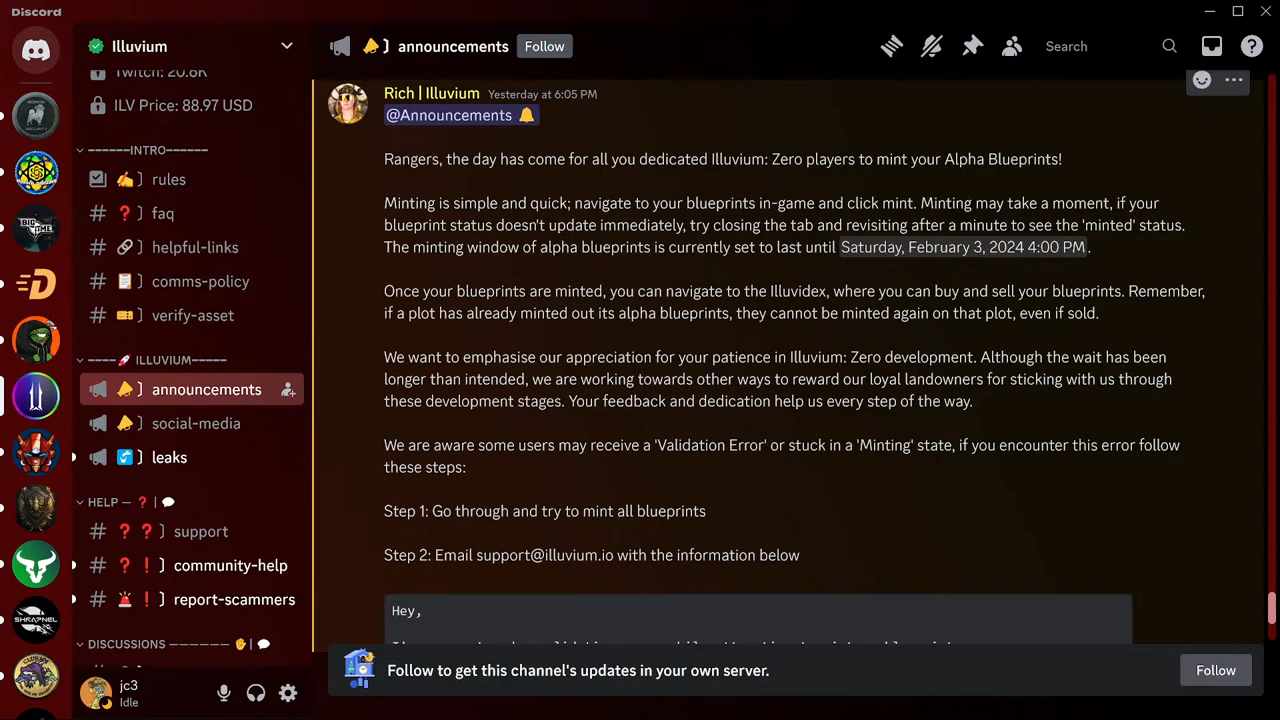 Discord
Illuvium
Twitch: 20.6K
ILV Price: 88.97 USD
------INTRO------
rules
faq
helpful-links
comms-policy
verify-asset
---- 🚀 ILLUVIUM-----
announcements
social-media
leaks
HELP — ❓ | 💬
support
community-help
report-scammers
DISCUSSIONS —————— ✋ | 💬
jc3
Idle
announcements
Follow
Search
Rich | Illuvium Yesterday at 6:05 PM
@Announcements 🔔
Rangers, the day has come for all you dedicated Illuvium: Zero players to mint your Alpha Blueprints!
Minting is simple and quick; navigate to your blueprints in-game and click mint. Minting may take a moment, if your
blueprint status doesn't update immediately, try closing the tab and revisiting after a minute to see the 'minted' status.
The minting window of alpha blueprints is currently set to last until Saturday, February 3, 2024 4:00 PM.
Once your blueprints are minted, you can navigate to the Illuvidex, where you can buy and sell your blueprints. Remember,
if a plot has already minted out its alpha blueprints, they cannot be minted again on that plot, even if sold.
We want to emphasise our appreciation for your patience in Illuvium: Zero development. Although the wait has been
longer than intended, we are working towards other ways to reward our loyal landowners for sticking with us through
these development stages. Your feedback and dedication help us every step of the way.
We are aware some users may receive a 'Validation Error' or stuck in a 'Minting' state, if you encounter this error follow
these steps:
Step 1: Go through and try to mint all blueprints
Step 2: Email support@illuvium.io with the information below
Hey,
Follow to get this channel's updates in your own server.
Follow
BIG TIME
SHRAPNEL